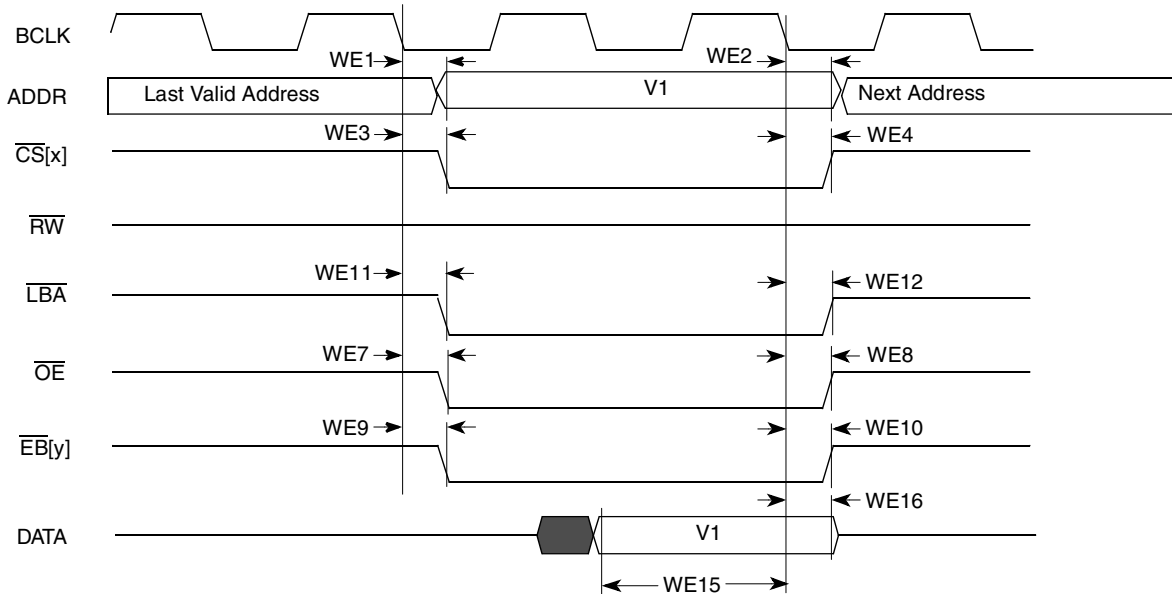 BCLK
WE1
WE2
ADDR
Last Valid Address
V1
Next Address
WE3
WE4
CS[x]
RW
WE11
WE12
LBA
WE7
WE8
OE
WE9
WE10
EB[y]
WE16
DATA
V1
WE15